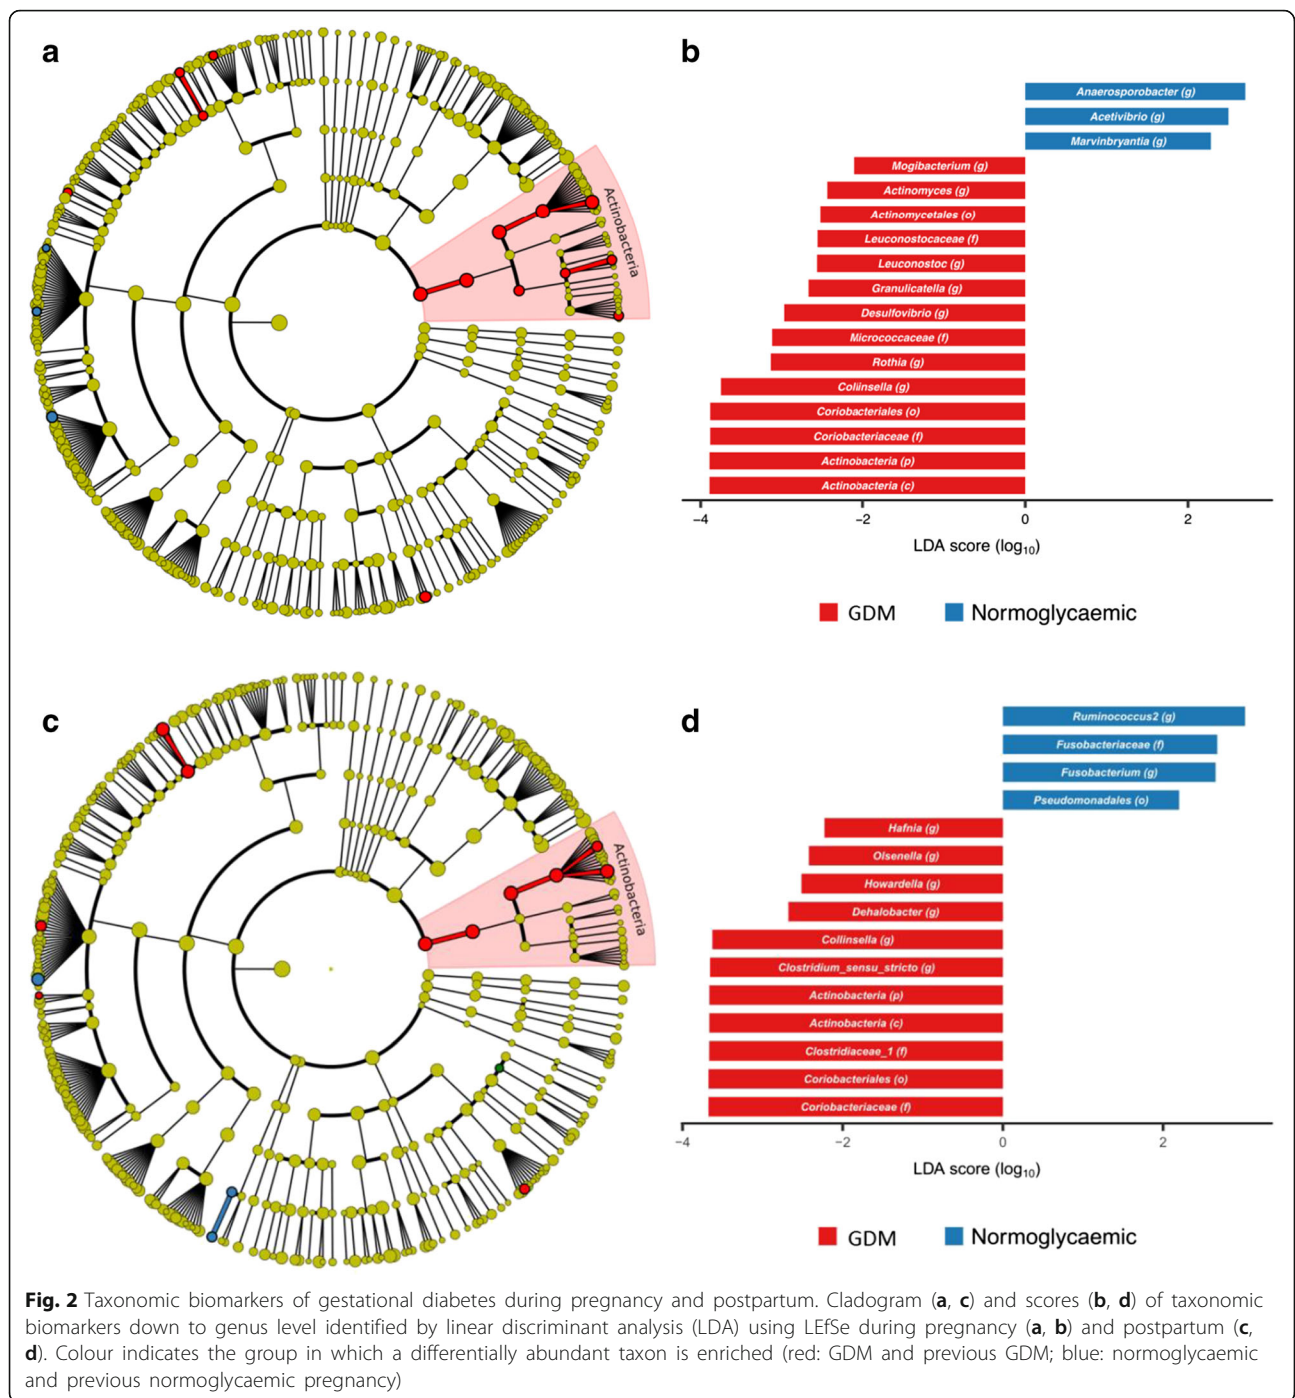 a
Actinobacteria
b
Anaerosporobacter (g)
Acetivibrio (g)
Marvinbryantia (g)
Mogibacterium (g)
Actinomyces (g)
Actinomycetales (o)
Leuconostocaceae (f)
Leuconostoc (g)
Granulicatella (g)
Desulfovibrio (g)
Micrococcaceae (f)
Rothia (g)
Collinsella (g)
Coriobacteriales (o)
Coriobacteriaceae (f)
Actinobacteria (p)
Actinobacteria (c)
−4 −2 0 2
LDA score (log10)
GDM Normoglycaemic
c
Actinobacteria
d
Ruminococcus2 (g)
Fusobacteriaceae (f)
Fusobacterium (g)
Pseudomonadales (o)
Hafnia (g)
Olsenella (g)
Howardella (g)
Dehalobacter (g)
Collinsella (g)
Clostridium_sensu_stricto (g)
Actinobacteria (p)
Actinobacteria (c)
Clostridiaceae_1 (f)
Coriobacteriales (o)
Coriobacteriaceae (f)
−4 −2 0 2
LDA score (log10)
GDM Normoglycaemic
Fig. 2 Taxonomic biomarkers of gestational diabetes during pregnancy and postpartum. Cladogram (a, c) and scores (b, d) of taxonomic
biomarkers down to genus level identified by linear discriminant analysis (LDA) using LEfSe during pregnancy (a, b) and postpartum (c,
d). Colour indicates the group in which a differentially abundant taxon is enriched (red: GDM and previous GDM; blue: normoglycaemic
and previous normoglycaemic pregnancy)